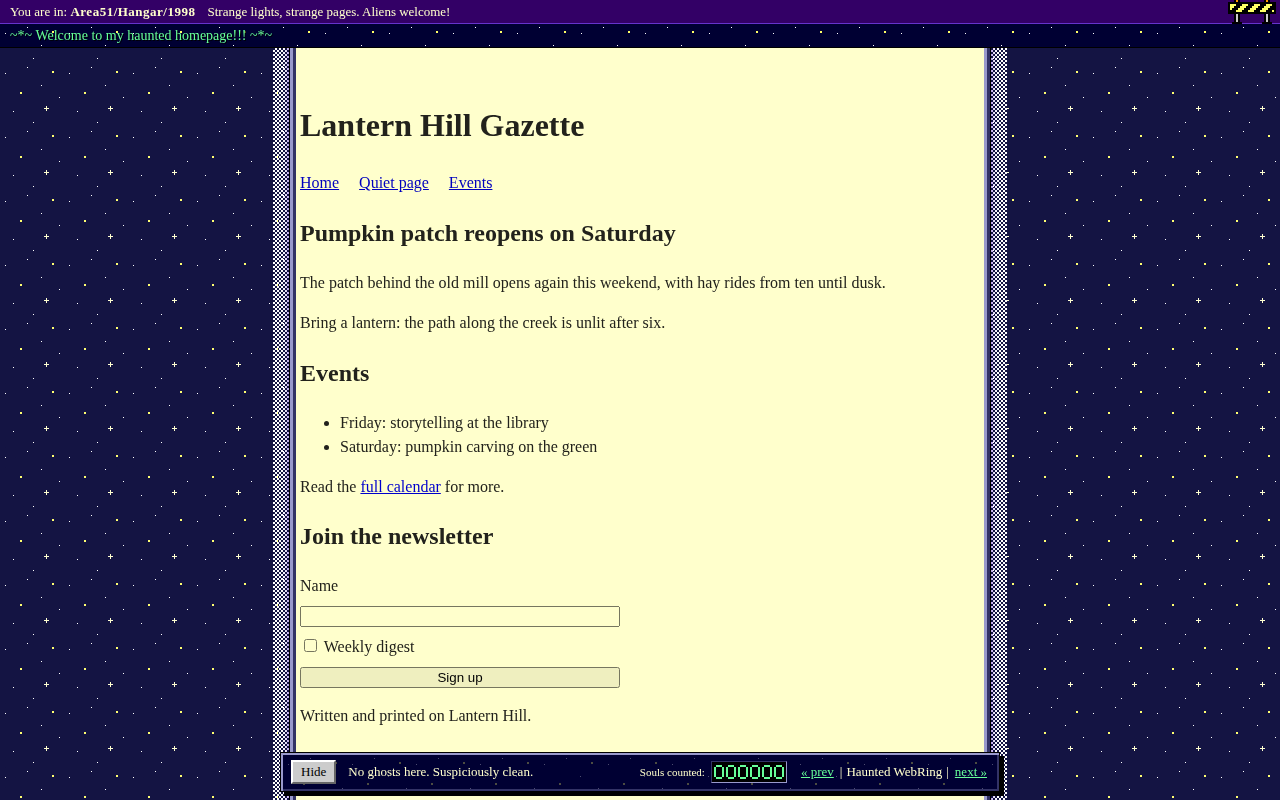 You are in: Area51/Hangar/1998 Strange lights, strange pages. Aliens welcome!
~*~ Welcome to my haunted homepage!!! ~*~
Lantern Hill Gazette
Home Quiet page Events
Pumpkin patch reopens on Saturday
The patch behind the old mill opens again this weekend, with hay rides from ten until dusk.
Bring a lantern: the path along the creek is unlit after six.
Events
• Friday: storytelling at the library
• Saturday: pumpkin carving on the green
Read the full calendar for more.
Join the newsletter
Name
Weekly digest
Sign up
Written and printed on Lantern Hill.
Hide No ghosts here. Suspiciously clean. Souls counted: 000000 « prev | Haunted WebRing | next »